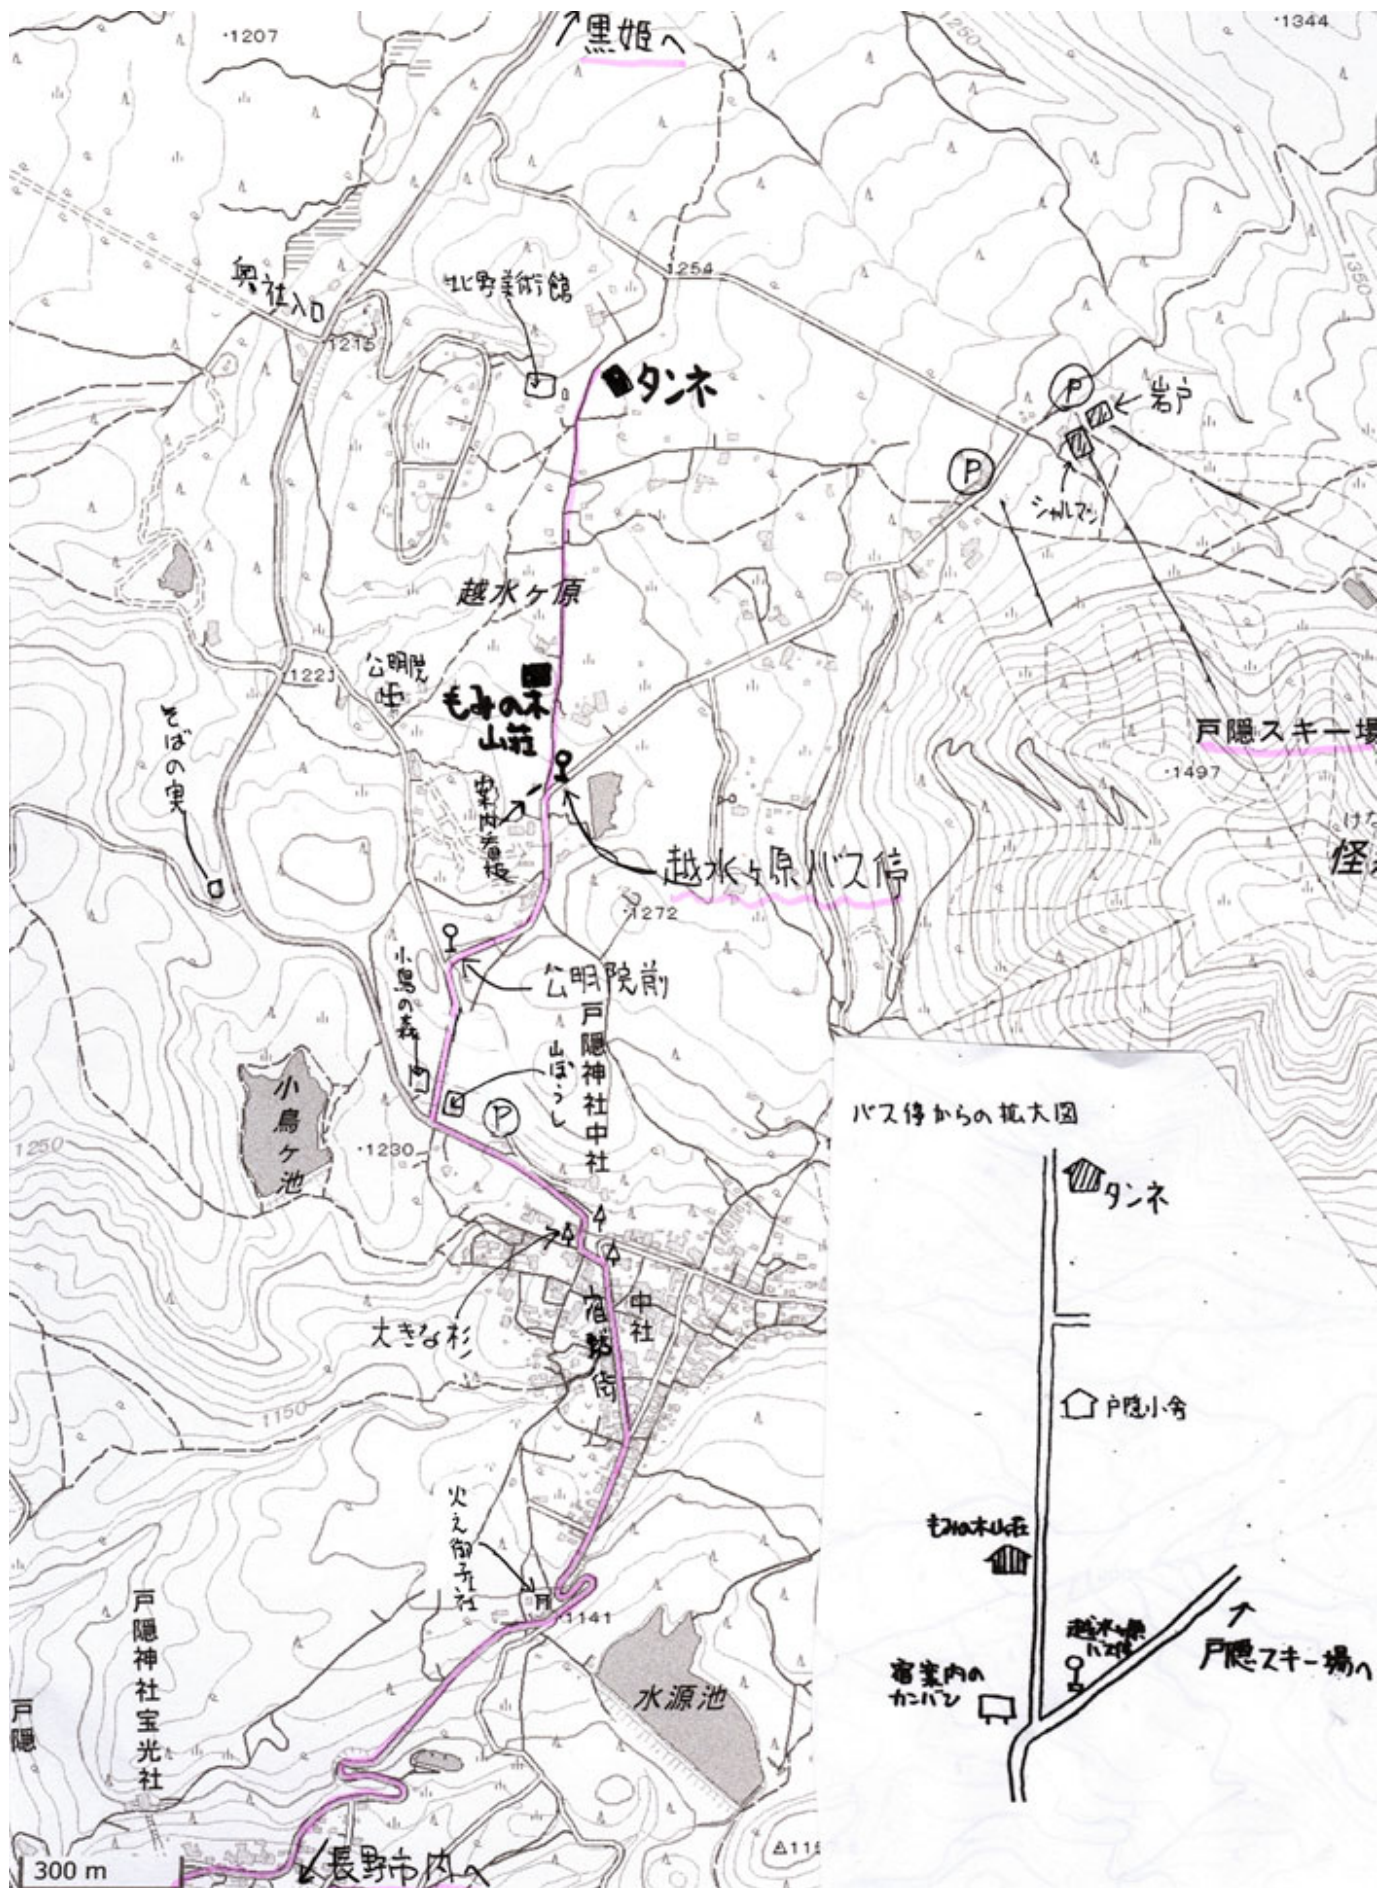 ・1207
黒姫へ
・1344
1250
奥社入口
北野美術館
1254
1350
1215
タンネ
P
岩戸
P
シャルマン
越水ヶ原
公明院
1221
もみの木
山荘
そばの実
戸隠スキー場
・1497
案内看板
越水ヶ原バス停
・1272
けな
怪
公明院前
小鳥の森
戸隠神社中社
山ぼうし
P
小鳥ヶ池
1250
・1230
大きな杉
中社
宿坊街
1150
火之御子社
1141
戸隠神社宝光社
水源池
戸隠
300 m
長野市内へ
バス停からの拡大図
タンネ
戸隠小舎
もみの木山荘
越水ヶ原
バス停
宿案内の
カンバン
戸隠スキー場へ